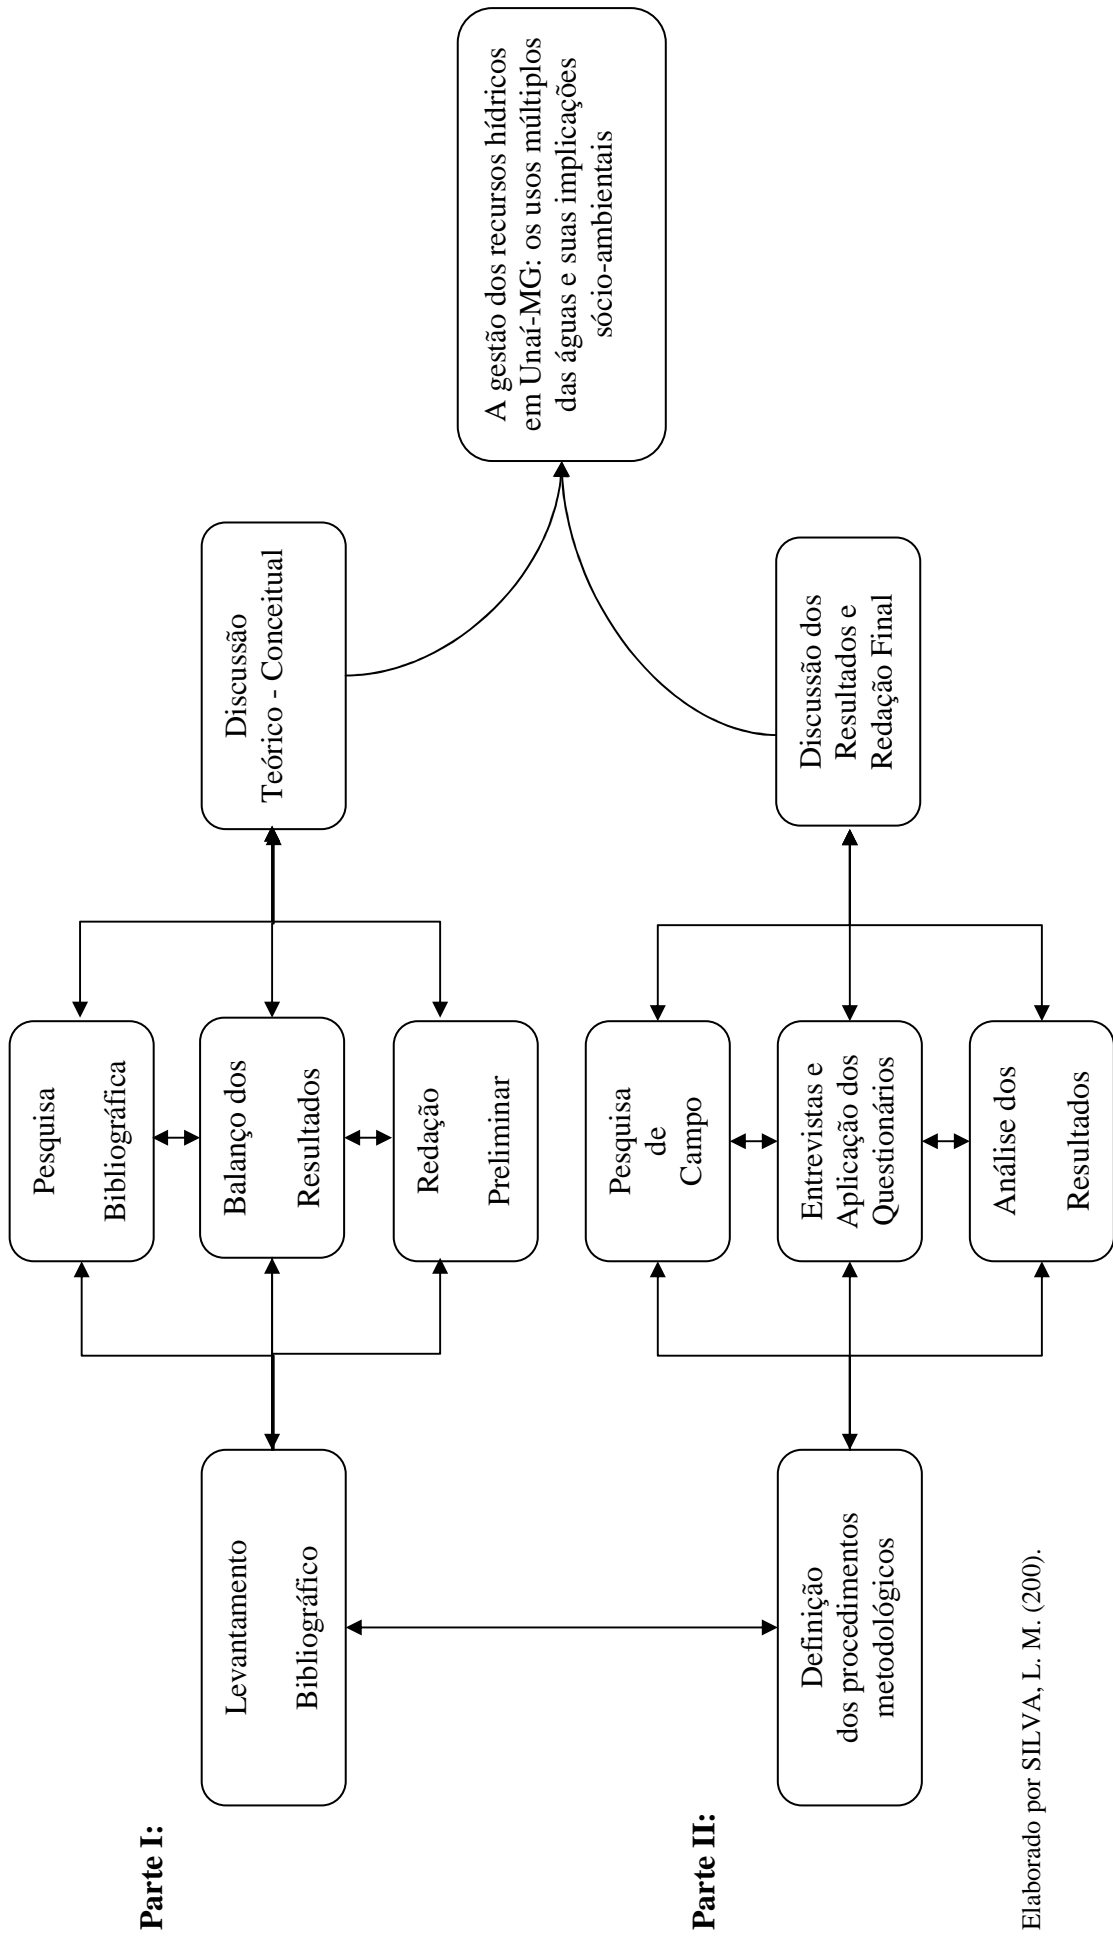 Parte I:
Levantamento
Bibliográfico
Pesquisa
Bibliográfica
Balanço dos
Resultados
Redação
Preliminar
Discussão
Teórico - Conceitual
Parte II:
Definição
dos procedimentos
metodológicos
Pesquisa
de
Campo
Entrevistas e
Aplicação dos
Questionários
Análise dos
Resultados
Discussão dos
Resultados e
Redação Final
A gestão dos recursos hídricos
em Unaí-MG: os usos múltiplos
das águas e suas implicações
sócio-ambientais
Elaborado por SILVA, L. M. (200).